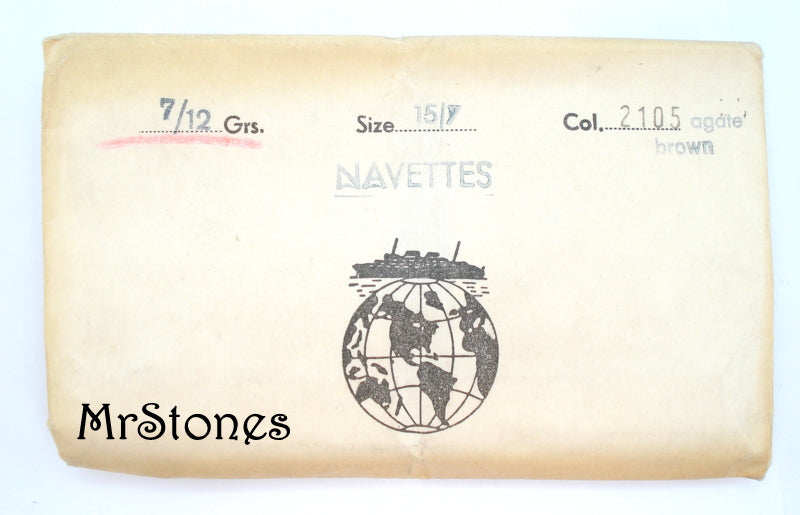 7/12 Grs. Size 15/7 Col. 2105 agate
brown
NAVETTES
MrStones